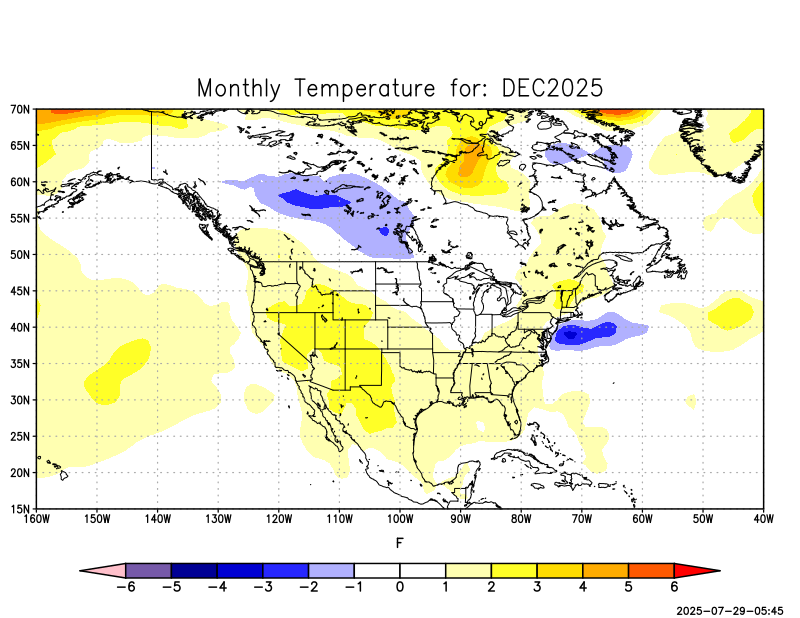 Monthly Temperature for: DEC2025
70N
65N
60N
55N
50N
45N
40N
35N
30N
25N
20N
15N
160W 150W 140W 130W 120W 110W 100W 90W 80W 70W 60W 50W 40W
F
-6 -5 -4 -3 -2 -1 0 1 2 3 4 5 6
2025-07-29-05:45